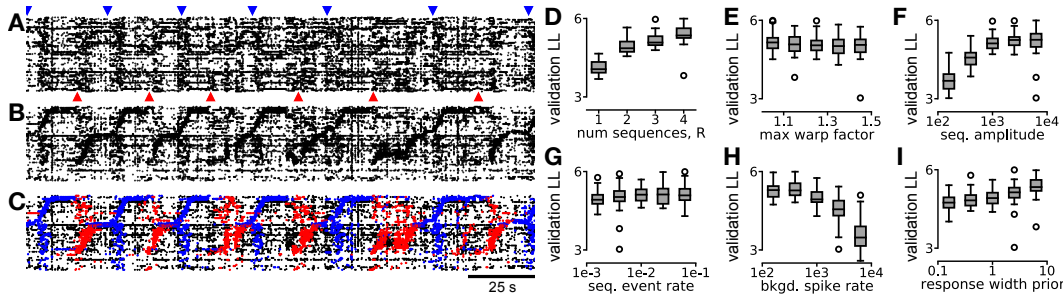 A
B
C
25 s
D
validation LL
6
3
1 2 3 4
num sequences, R
E
validation LL
6
3
1.1 1.3 1.5
max warp factor
F
validation LL
6
3
1e2 1e3 1e4
seq. amplitude
G
validation LL
6
3
1e-3 1e-2 1e-1
seq. event rate
H
validation LL
6
3
1e2 1e3 1e4
bkgd. spike rate
I
validation LL
6
3
0.1 1 10
response width prior